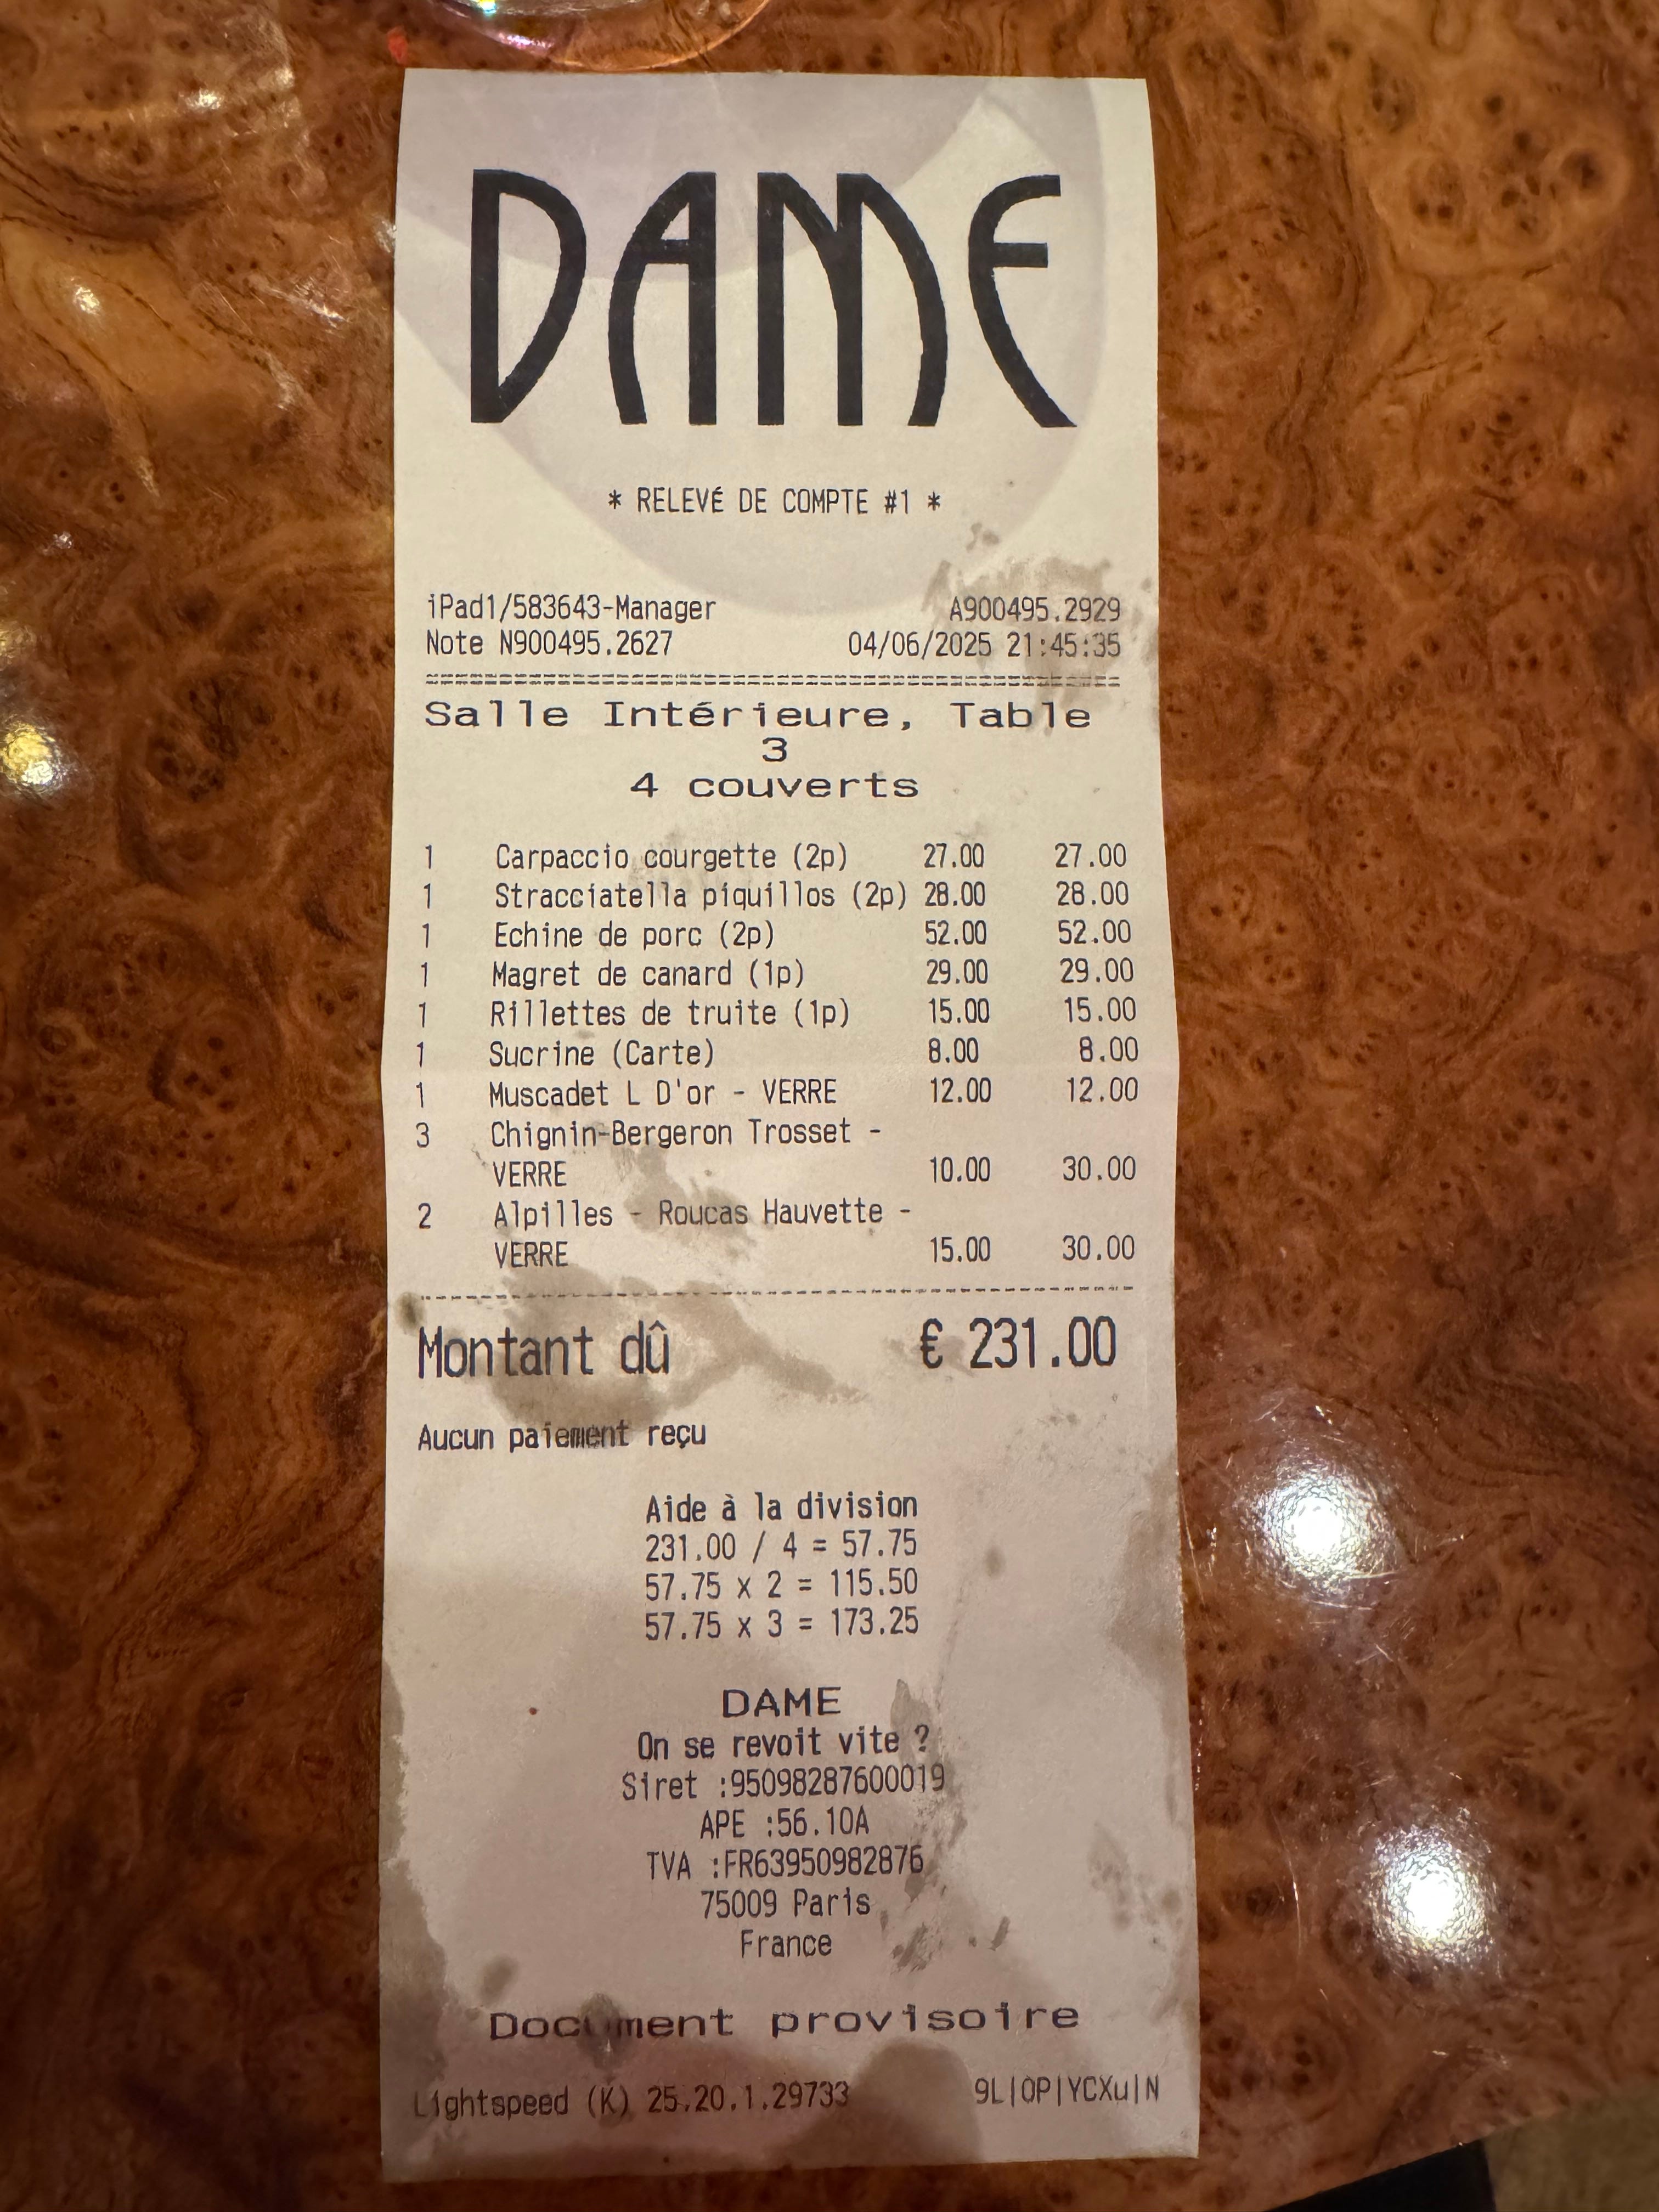 DAME
* RELEVÉ DE COMPTE #1 *
iPad1/583643-Manager A900495.2929
Note N900495.2627 04/06/2025 21:45:35
Salle Intérieure, Table
3
4 couverts
1 Carpaccio courgette (2p) 27.00 27.00
1 Stracciatella piquillos (2p) 28.00 28.00
1 Echine de porc (2p) 52.00 52.00
1 Magret de canard (1p) 29.00 29.00
1 Rillettes de truite (1p) 15.00 15.00
1 Sucrine (Carte) 8.00 8.00
1 Muscadet L D'or - VERRE 12.00 12.00
3 Chignin-Bergeron Trosset -
VERRE 10.00 30.00
2 Alpilles - Roucas Hauvette -
VERRE 15.00 30.00
Montant dû € 231.00
Aucun paiement reçu
Aide à la division
231.00 / 4 = 57.75
57.75 x 2 = 115.50
57.75 x 3 = 173.25
DAME
On se revoit vite ?
Siret :95098287600019
APE :56.10A
TVA :FR63950982876
75009 Paris
France
Document provisoire
Lightspeed (K) 25.20.1.29733 9L|OP|YCXu|N